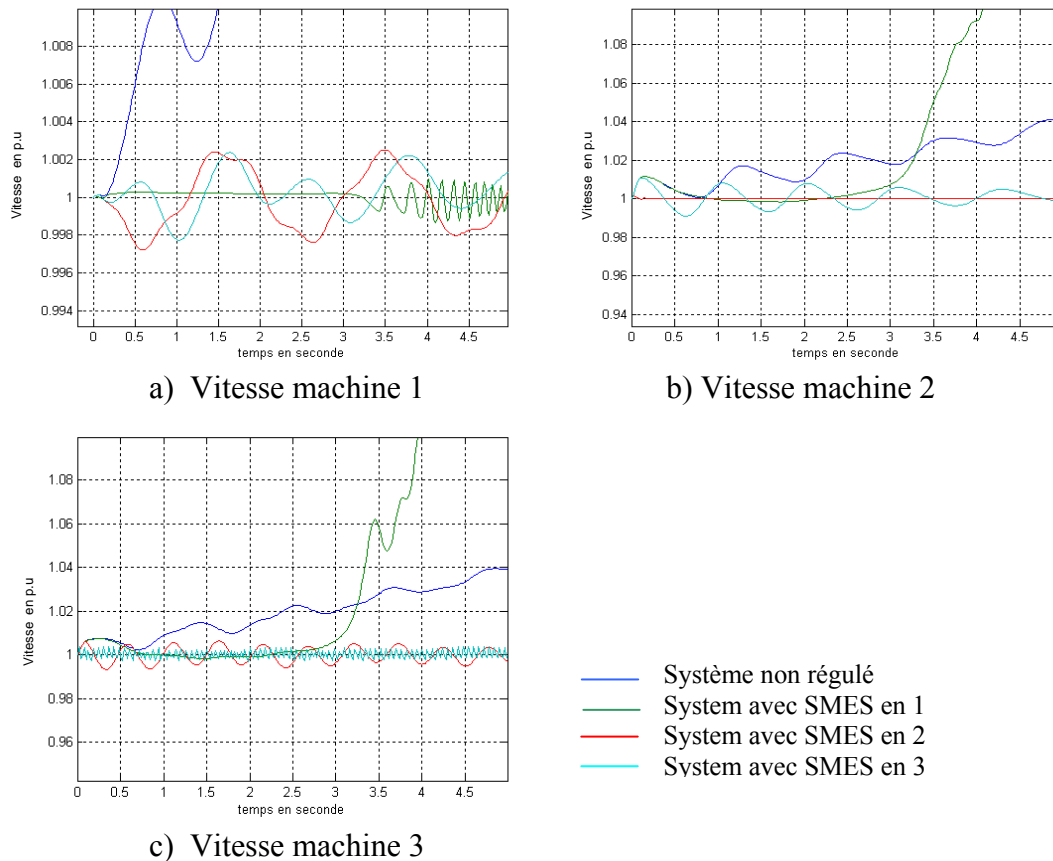 1.008
1.006
1.004
1.002
1
0.998
0.996
0.994
Vitesse en p.u
0 0.5 1 1.5 2 2.5 3 3.5 4 4.5
temps en seconde
a) Vitesse machine 1
1.08
1.06
1.04
1.02
1
0.98
0.96
0.94
Vitesse en p.u
0 0.5 1 1.5 2 2.5 3 3.5 4 4.5
temps en seconde
b) Vitesse machine 2
1.08
1.06
1.04
1.02
1
0.98
0.96
Vitesse en p.u
0 0.5 1 1.5 2 2.5 3 3.5 4 4.5
temps en seconde
c) Vitesse machine 3
Système non régulé
System avec SMES en 1
System avec SMES en 2
System avec SMES en 3